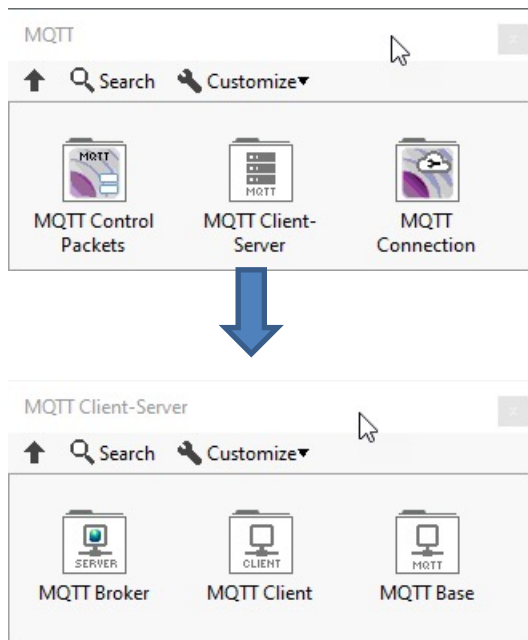 MQTT
Search Customize
MQTT
MQTT
MQTT Control Packets
MQTT Client-Server
MQTT Connection
MQTT Client-Server
Search Customize
SERVER
CLIENT
MQTT
MQTT Broker
MQTT Client
MQTT Base